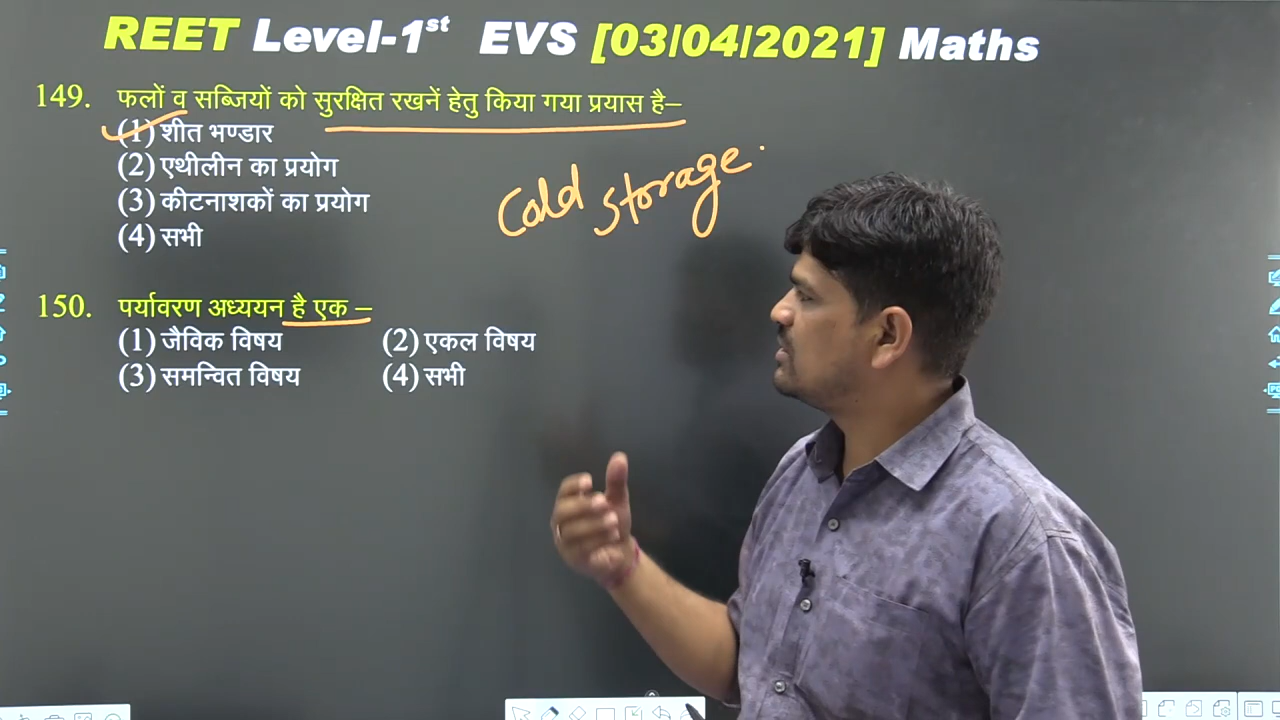 REET Level-1st EVS [03/04/2021] Maths
149. फलों व सब्जियों को सुरक्षित रखनें हेतु किया गया प्रयास है–
(1) शीत भण्डार
(2) एथीलीन का प्रयोग
(3) कीटनाशकों का प्रयोग
(4) सभी
Cold storage.
150. पर्यावरण अध्ययन है एक –
(1) जैविक विषय (2) एकल विषय
(3) समन्वित विषय (4) सभी